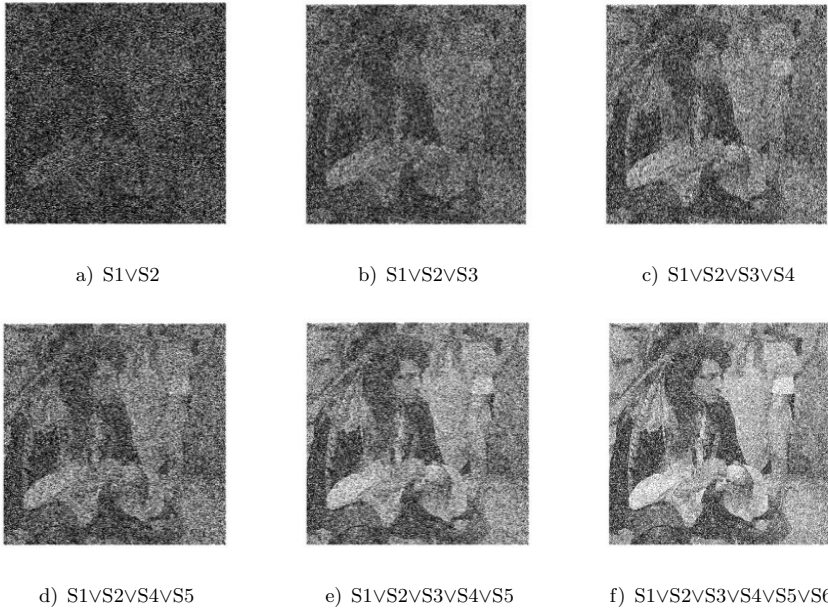 a) S1∨S2
b) S1∨S2∨S3
c) S1∨S2∨S3∨S4
d) S1∨S2∨S4∨S5
e) S1∨S2∨S3∨S4∨S5
f) S1∨S2∨S3∨S4∨S5∨S6